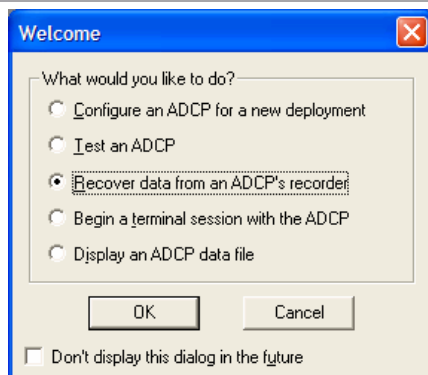 Welcome
What would you like to do?
Configure an ADCP for a new deployment
Test an ADCP
Recover data from an ADCP's recorder
Begin a terminal session with the ADCP
Display an ADCP data file
OK Cancel
Don't display this dialog in the future